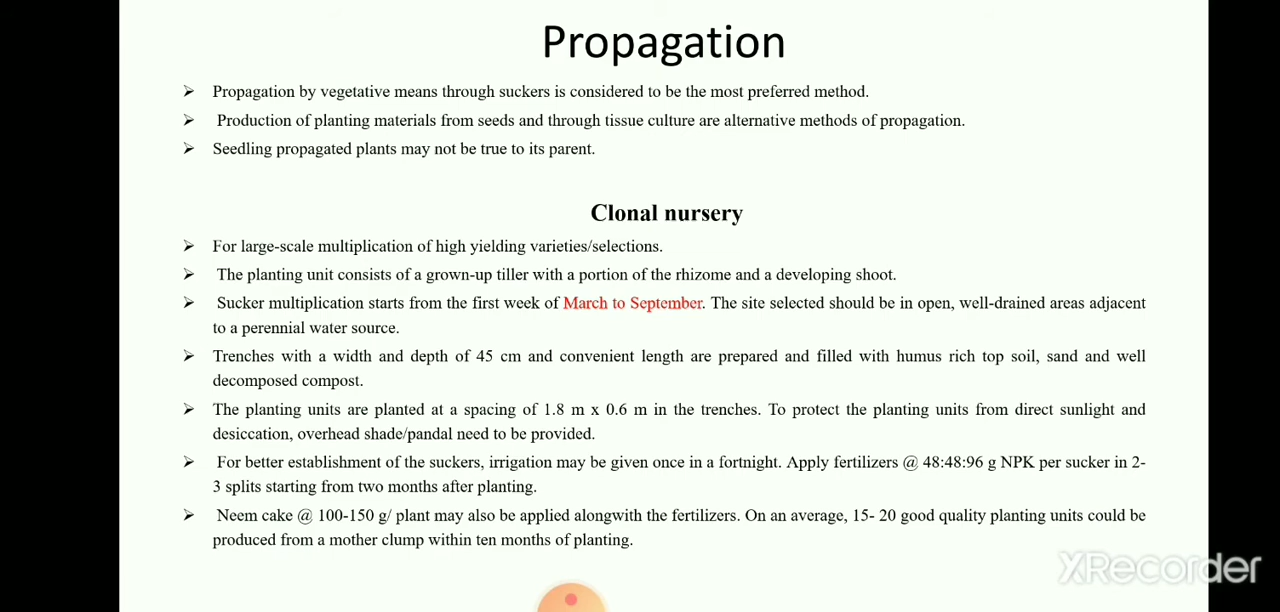 Propagation
➢ Propagation by vegetative means through suckers is considered to be the most preferred method.
➢ Production of planting materials from seeds and through tissue culture are alternative methods of propagation.
➢ Seedling propagated plants may not be true to its parent.
Clonal nursery
➢ For large-scale multiplication of high yielding varieties/selections.
➢ The planting unit consists of a grown-up tiller with a portion of the rhizome and a developing shoot.
➢ Sucker multiplication starts from the first week of March to September. The site selected should be in open, well-drained areas adjacent
to a perennial water source.
➢ Trenches with a width and depth of 45 cm and convenient length are prepared and filled with humus rich top soil, sand and well
decomposed compost.
➢ The planting units are planted at a spacing of 1.8 m x 0.6 m in the trenches. To protect the planting units from direct sunlight and
desiccation, overhead shade/pandal need to be provided.
➢ For better establishment of the suckers, irrigation may be given once in a fortnight. Apply fertilizers @ 48:48:96 g NPK per sucker in 2-
3 splits starting from two months after planting.
➢ Neem cake @ 100-150 g/ plant may also be applied alongwith the fertilizers. On an average, 15- 20 good quality planting units could be
produced from a mother clump within ten months of planting.
XRecorder